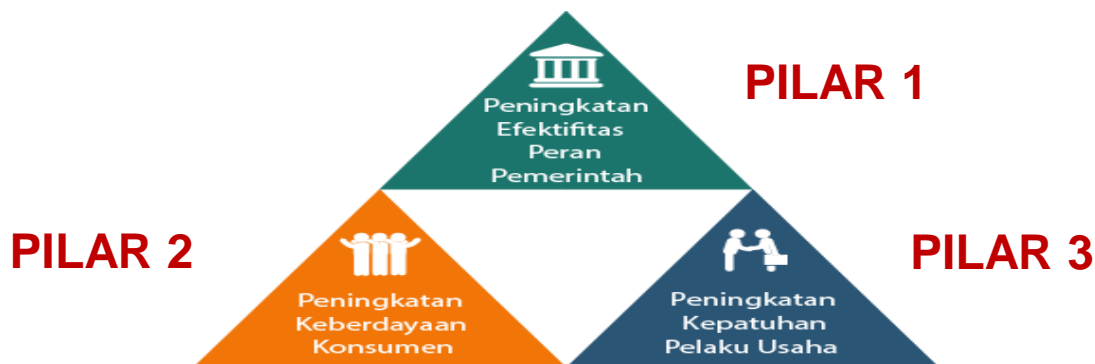 Peningkatan
Efektifitas
Peran
Pemerintah
PILAR 1
PILAR 2
Peningkatan
Keberdayaan
Konsumen
Peningkatan
Kepatuhan
Pelaku Usaha
PILAR 3